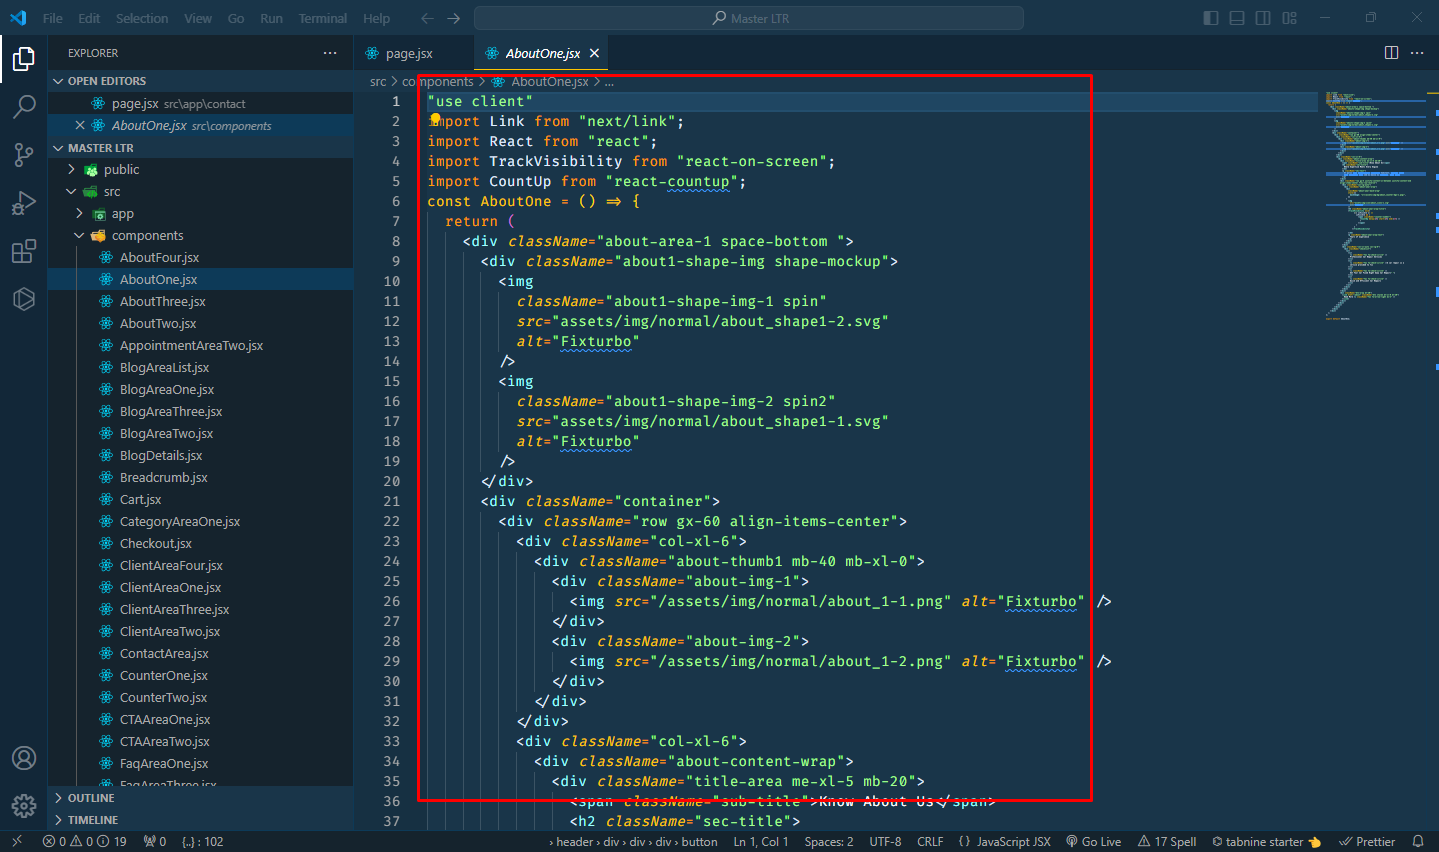 File Edit Selection View Go Run Terminal Help
Master LTR
EXPLORER
OPEN EDITORS
page.jsx src\app\contact
AboutOne.jsx src\components
MASTER LTR
public
src
app
components
AboutFour.jsx
AboutOne.jsx
AboutThree.jsx
AboutTwo.jsx
AppointmentAreaTwo.jsx
BlogAreaList.jsx
BlogAreaOne.jsx
BlogAreaThree.jsx
BlogAreaTwo.jsx
BlogDetails.jsx
Breadcrumb.jsx
Cart.jsx
CategoryAreaOne.jsx
Checkout.jsx
ClientAreaFour.jsx
ClientAreaOne.jsx
ClientAreaThree.jsx
ClientAreaTwo.jsx
ContactArea.jsx
CounterOne.jsx
CounterTwo.jsx
CTAAreaOne.jsx
CTAAreaTwo.jsx
FaqAreaOne.jsx
FaqAreaThree.jsx
OUTLINE
TIMELINE
page.jsx AboutOne.jsx
src > components > AboutOne.jsx > ...
1 "use client"
2 import Link from "next/link";
3 import React from "react";
4 import TrackVisibility from "react-on-screen";
5 import CountUp from "react-countup";
6 const AboutOne = () => {
7 return (
8 <div className="about-area-1 space-bottom ">
9 <div className="about1-shape-img shape-mockup">
10 <img
11 className="about1-shape-img-1 spin"
12 src="assets/img/normal/about_shape1-2.svg"
13 alt="Fixturbo"
14 />
15 <img
16 className="about1-shape-img-2 spin2"
17 src="assets/img/normal/about_shape1-1.svg"
18 alt="Fixturbo"
19 />
20 </div>
21 <div className="container">
22 <div className="row gx-60 align-items-center">
23 <div className="col-xl-6">
24 <div className="about-thumb1 mb-40 mb-xl-0">
25 <div className="about-img-1">
26 <img src="/assets/img/normal/about_1-1.png" alt="Fixturbo" />
27 </div>
28 <div className="about-img-2">
29 <img src="/assets/img/normal/about_1-2.png" alt="Fixturbo" />
30 </div>
31 </div>
32 </div>
33 <div className="col-xl-6">
34 <div className="about-content-wrap">
35 <div className="title-area me-xl-5 mb-20">
36 <span className="sub-title">Know About Us</span>
37 <h2 className="sec-title">
0 0 19 0 {..} : 102 › header › div › div › div › button Ln 1, Col 1 Spaces: 2 UTF-8 CRLF {} JavaScript JSX Go Live 17 Spell tabnine starter Prettier